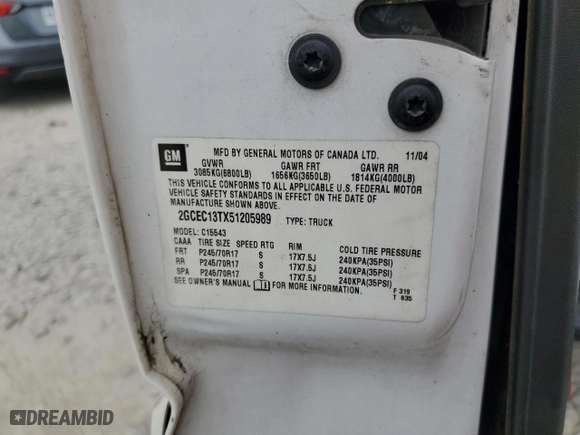 GM
MFD BY GENERAL MOTORS OF CANADA LTD. 11/04
GVWR GAWR FRT GAWR RR
3085KG(6800LB) 1656KG(3650LB) 1814KG(4000LB)
THIS VEHICLE CONFORMS TO ALL APPLICABLE U.S. FEDERAL MOTOR
VEHICLE SAFETY STANDARDS IN EFFECT ON THE DATE OF
MANUFACTURE SHOWN ABOVE.
2GCEC13TX51205989 TYPE: TRUCK
MODEL: C15543
CAAA TIRE SIZE SPEED RTG RIM COLD TIRE PRESSURE
FRT P245/70R17 S 17X7.5J 240KPA(35PSI)
RR P245/70R17 S 17X7.5J 240KPA(35PSI)
SPA P245/70R17 S 17X7.5J 240KPA(35PSI)
SEE OWNER'S MANUAL FOR MORE INFORMATION. F 319
T 835
DREAMBID